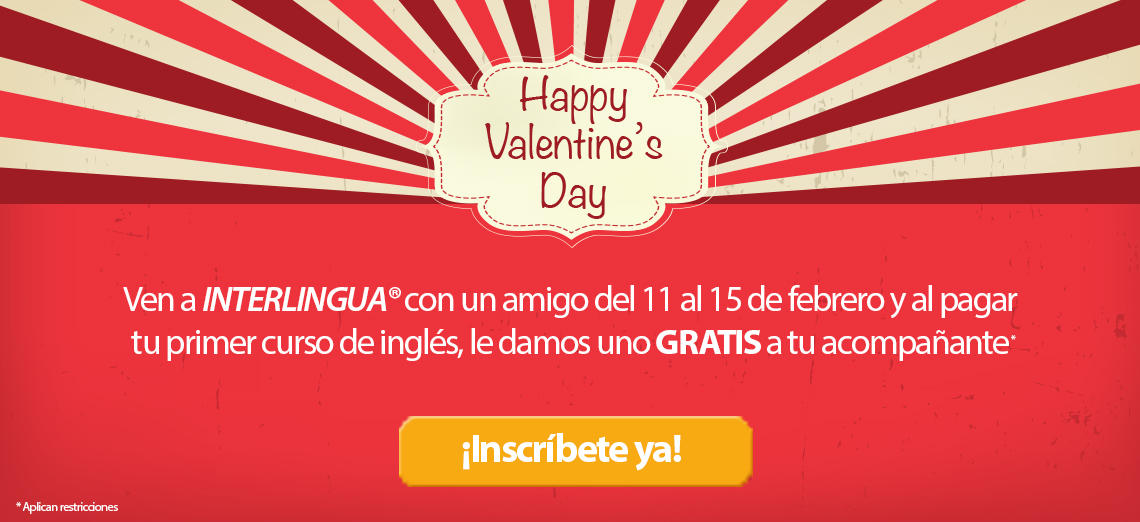 Happy
Valentine's
Day
Ven a INTERLINGUA® con un amigo del 11 al 15 de febrero y al pagar
tu primer curso de inglés, le damos uno GRATIS a tu acompañante*
¡Inscríbete ya!
* Aplican restricciones